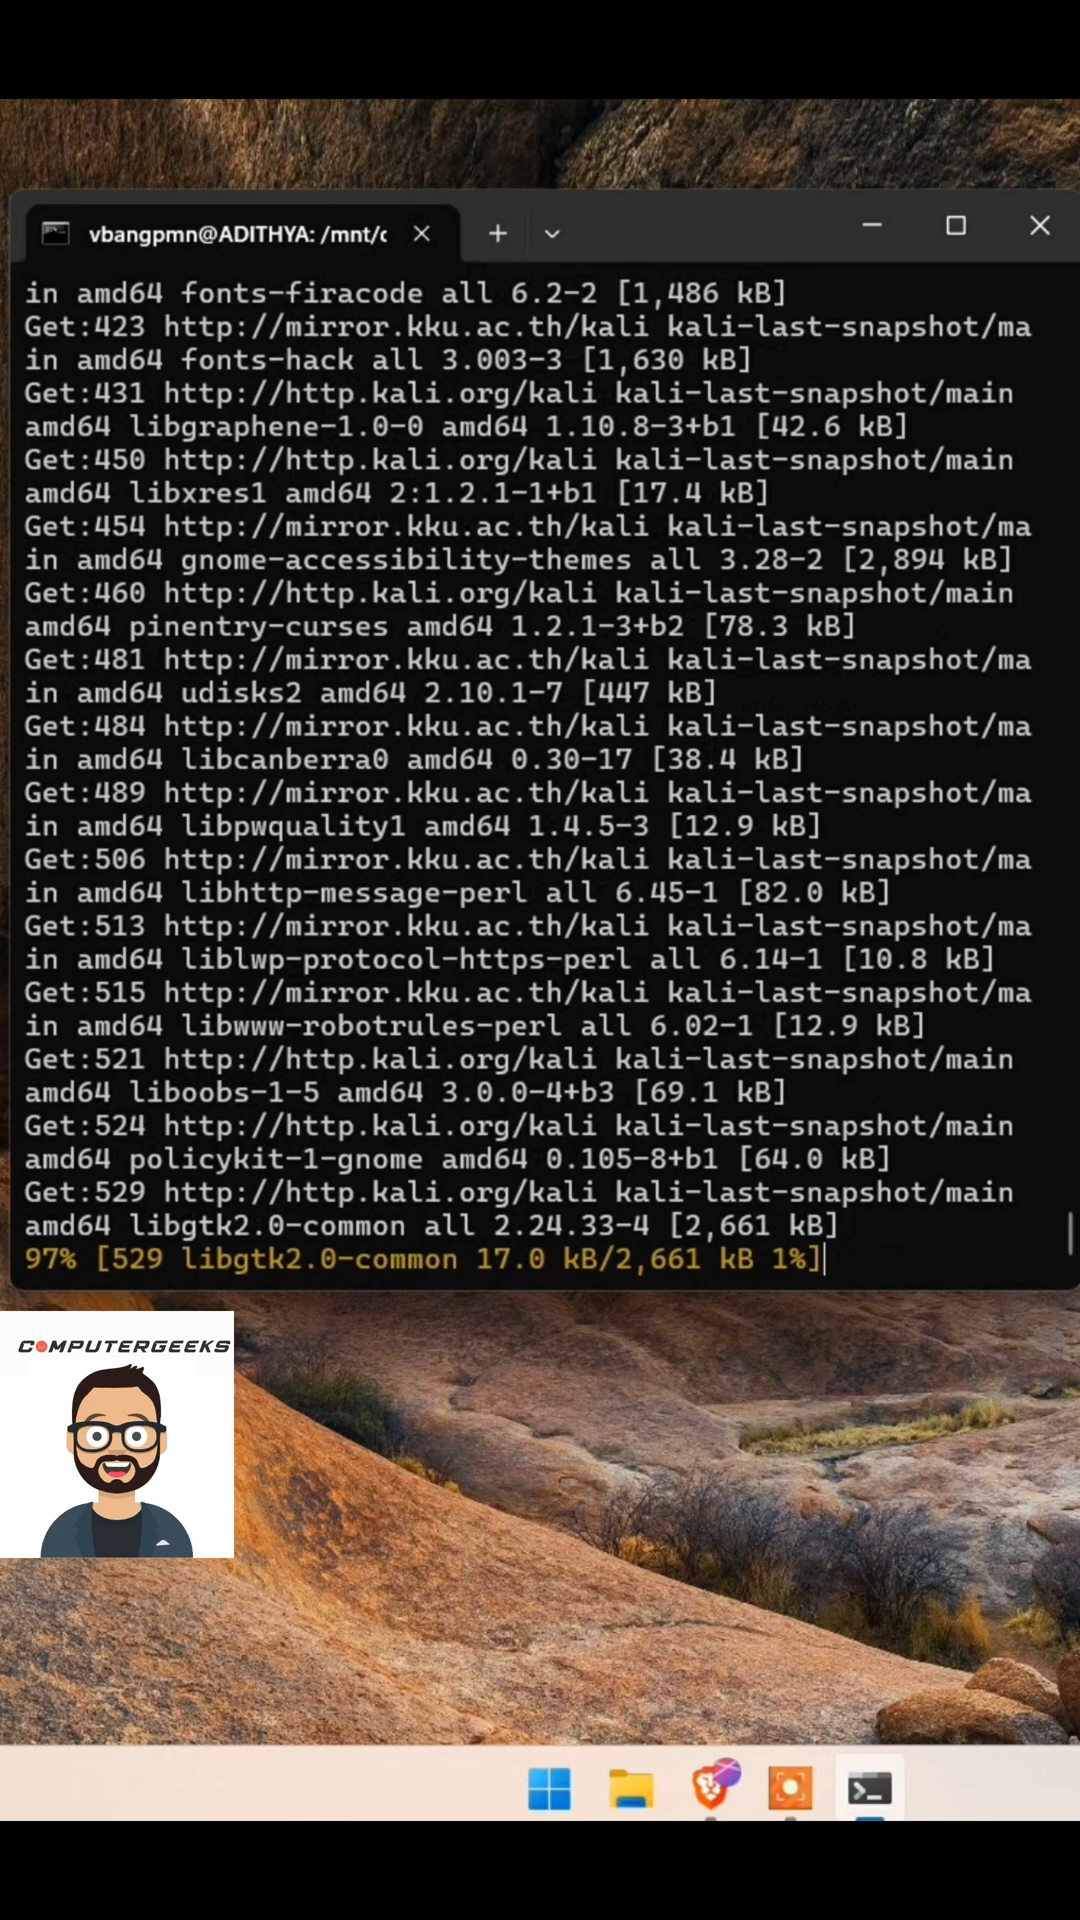 vbangpmn@ADITHYA: /mnt/c
in amd64 fonts-firacode all 6.2-2 [1,486 kB]
Get:423 http://mirror.kku.ac.th/kali kali-last-snapshot/ma
in amd64 fonts-hack all 3.003-3 [1,630 kB]
Get:431 http://http.kali.org/kali kali-last-snapshot/main
amd64 libgraphene-1.0-0 amd64 1.10.8-3+b1 [42.6 kB]
Get:450 http://http.kali.org/kali kali-last-snapshot/main
amd64 libxres1 amd64 2:1.2.1-1+b1 [17.4 kB]
Get:454 http://mirror.kku.ac.th/kali kali-last-snapshot/ma
in amd64 gnome-accessibility-themes all 3.28-2 [2,894 kB]
Get:460 http://http.kali.org/kali kali-last-snapshot/main
amd64 pinentry-curses amd64 1.2.1-3+b2 [78.3 kB]
Get:481 http://mirror.kku.ac.th/kali kali-last-snapshot/ma
in amd64 udisks2 amd64 2.10.1-7 [447 kB]
Get:484 http://mirror.kku.ac.th/kali kali-last-snapshot/ma
in amd64 libcanberra0 amd64 0.30-17 [38.4 kB]
Get:489 http://mirror.kku.ac.th/kali kali-last-snapshot/ma
in amd64 libpwquality1 amd64 1.4.5-3 [12.9 kB]
Get:506 http://mirror.kku.ac.th/kali kali-last-snapshot/ma
in amd64 libhttp-message-perl all 6.45-1 [82.0 kB]
Get:513 http://mirror.kku.ac.th/kali kali-last-snapshot/ma
in amd64 liblwp-protocol-https-perl all 6.14-1 [10.8 kB]
Get:515 http://mirror.kku.ac.th/kali kali-last-snapshot/ma
in amd64 libwww-robotrules-perl all 6.02-1 [12.9 kB]
Get:521 http://http.kali.org/kali kali-last-snapshot/main
amd64 liboobs-1-5 amd64 3.0.0-4+b3 [69.1 kB]
Get:524 http://http.kali.org/kali kali-last-snapshot/main
amd64 policykit-1-gnome amd64 0.105-8+b1 [64.0 kB]
Get:529 http://http.kali.org/kali kali-last-snapshot/main
amd64 libgtk2.0-common all 2.24.33-4 [2,661 kB]
97% [529 libgtk2.0-common 17.0 kB/2,661 kB 1%]
COMPUTERGEEKS